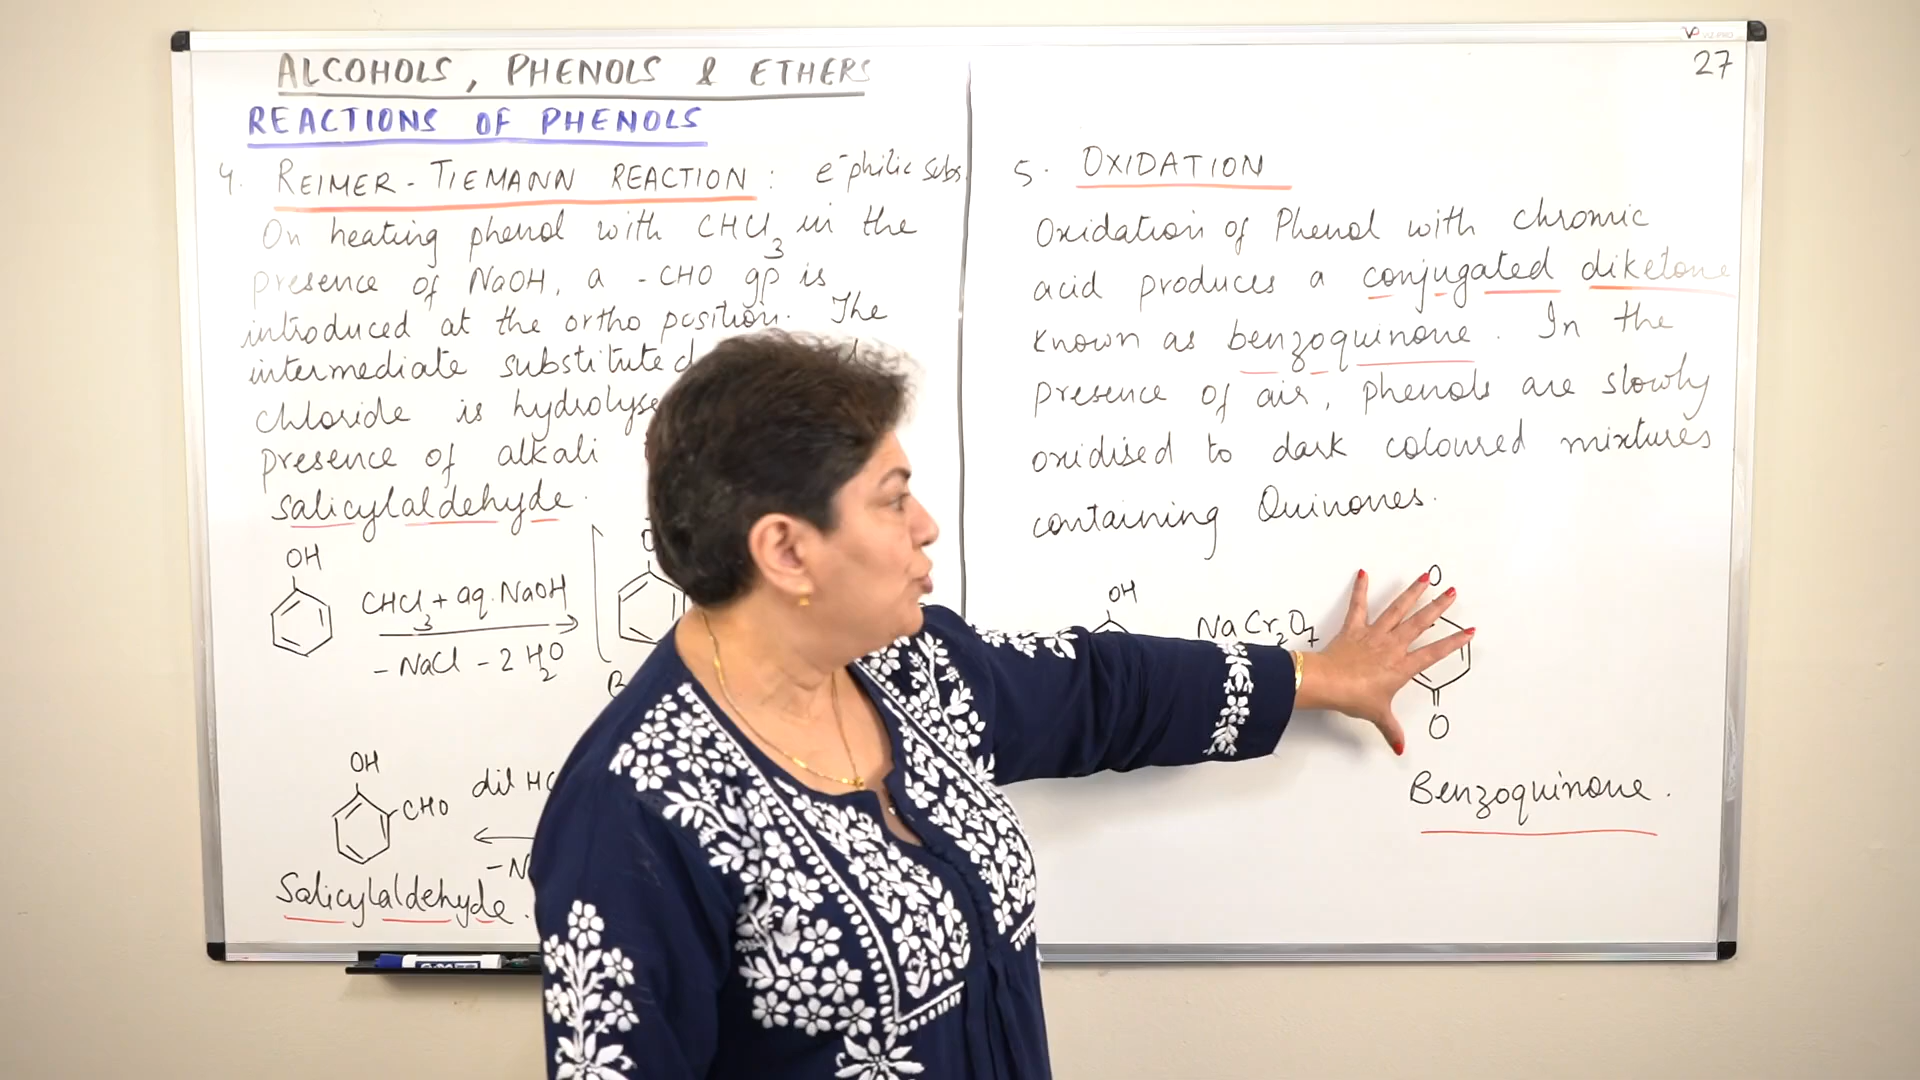 ALCOHOLS, PHENOLS & ETHERS
REACTIONS OF PHENOLS
4. REIMER-TIEMANN REACTION: e⁻philic subs.
On heating phenol with CHCl3 in the
presence of NaOH, a -CHO gp is
introduced at the ortho position. The
intermediate substituted
chloride is hydrolyse
presence of alkali
salicylaldehyde.
OH
CHCl3 + aq. NaOH
- NaCl - 2 H2O
OH
CHO
dil HC
Salicylaldehyde.
27
5. OXIDATION
Oxidation of Phenol with chromic
acid produces a conjugated diketone
known as benzoquinone. In the
presence of air, phenols are slowly
oxidised to dark coloured mixtures
containing Quinones.
OH
NaCr2O7
O
O
Benzoquinone.